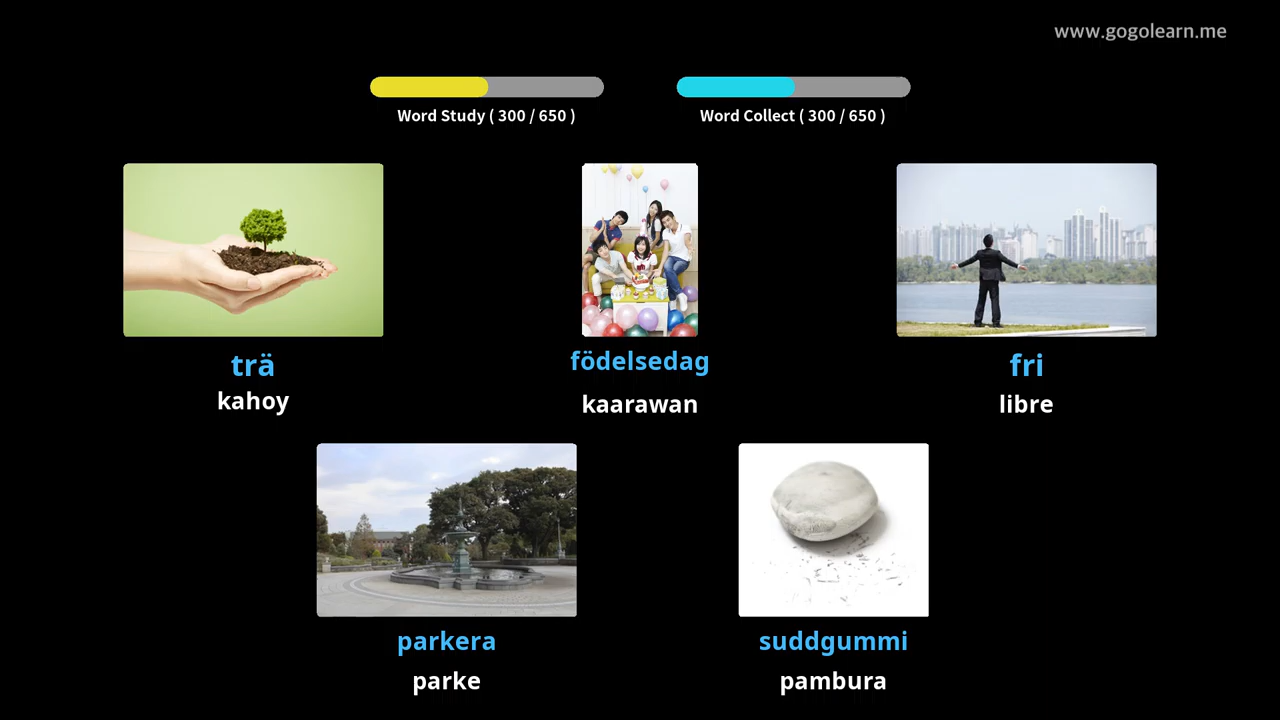 www.gogolearn.me
Word Study ( 300 / 650 )
Word Collect ( 300 / 650 )
trä
kahoy
födelsedag
kaarawan
fri
libre
parkera
parke
suddgummi
pambura